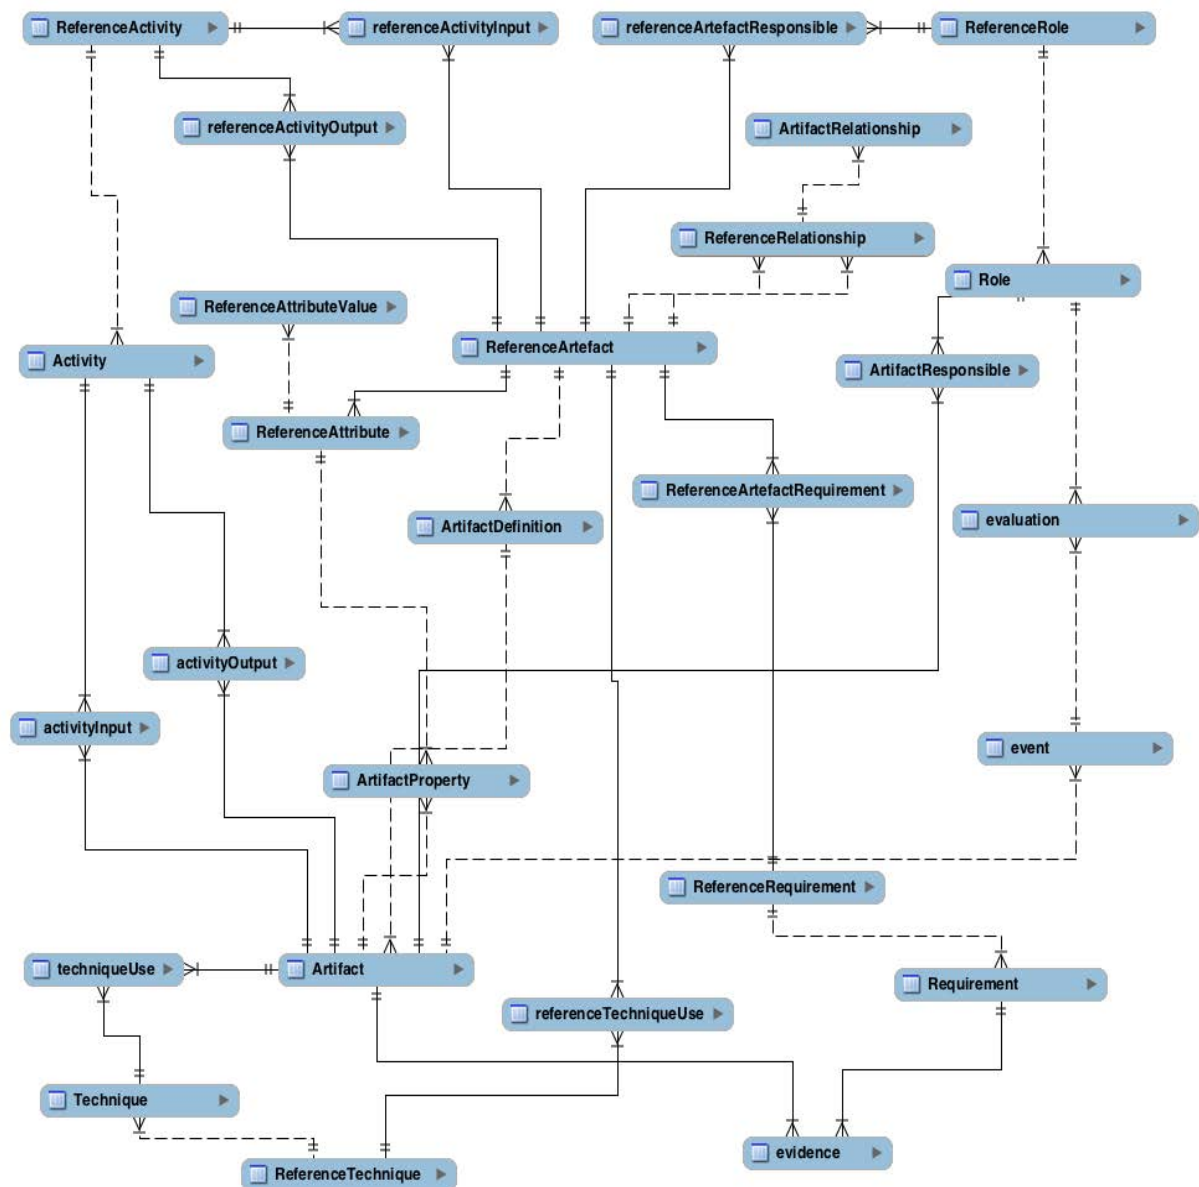 ReferenceActivity
referenceActivityInput
referenceArtefactResponsible
ReferenceRole
referenceActivityOutput
ArtifactRelationship
ReferenceRelationship
Role
ReferenceAttributeValue
Activity
ReferenceArtefact
ArtifactResponsible
ReferenceAttribute
ReferenceArtefactRequirement
ArtifactDefinition
evaluation
activityOutput
activityInput
event
ArtifactProperty
ReferenceRequirement
techniqueUse
Artifact
Requirement
referenceTechniqueUse
Technique
evidence
ReferenceTechnique